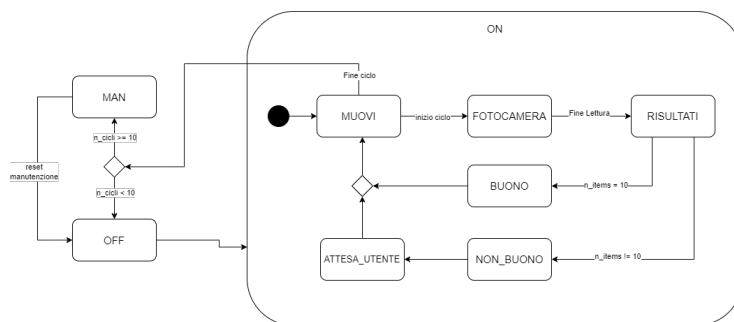 ON
Fine ciclo
MAN
MUOVI
inizio ciclo
FOTOCAMERA
Fine Lettura
RISULTATI
n_cicli >= 10
reset
manutenzione
n_cicli < 10
BUONO
n_items = 10
OFF
ATTESA_UTENTE
NON_BUONO
n_items != 10